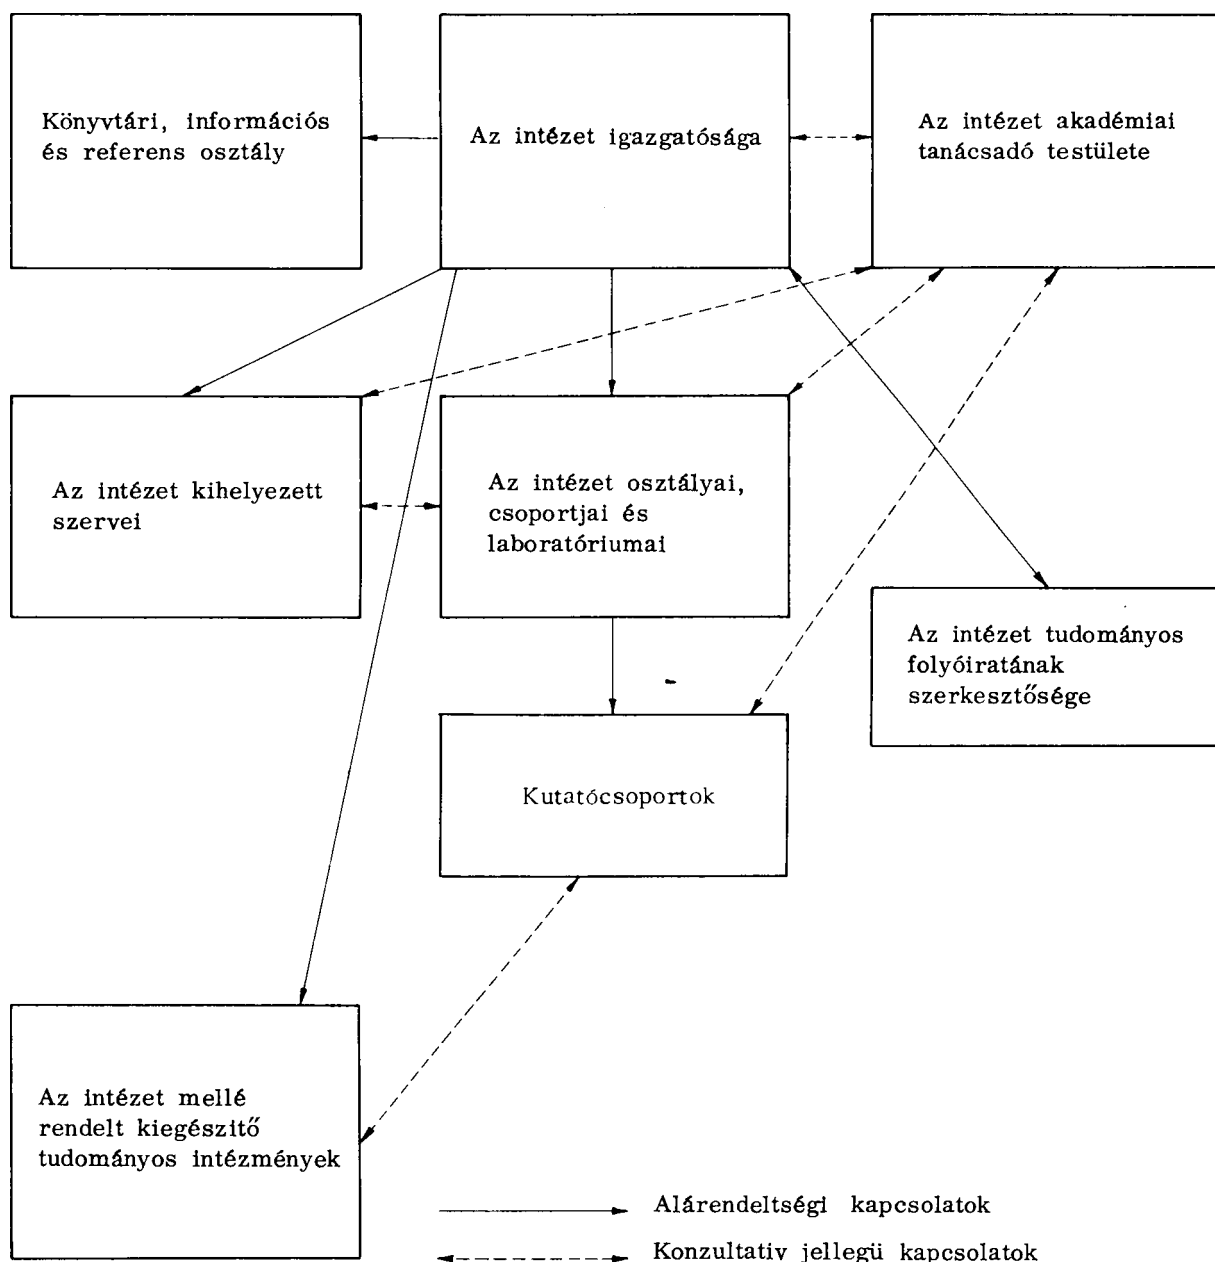 Könyvtári, információs
és referens osztály
Az intézet igazgatósága
Az intézet akadémiai
tanácsadó testülete
Az intézet kihelyezett
szervei
Az intézet osztályai,
csoportjai és
laboratóriumai
Az intézet tudományos
folyóiratának
szerkesztősége
Kutatócsoportok
Az intézet mellé
rendelt kiegészitő
tudományos intézmények
Alárendeltségi kapcsolatok
Konzultativ jellegü kapcsolatok